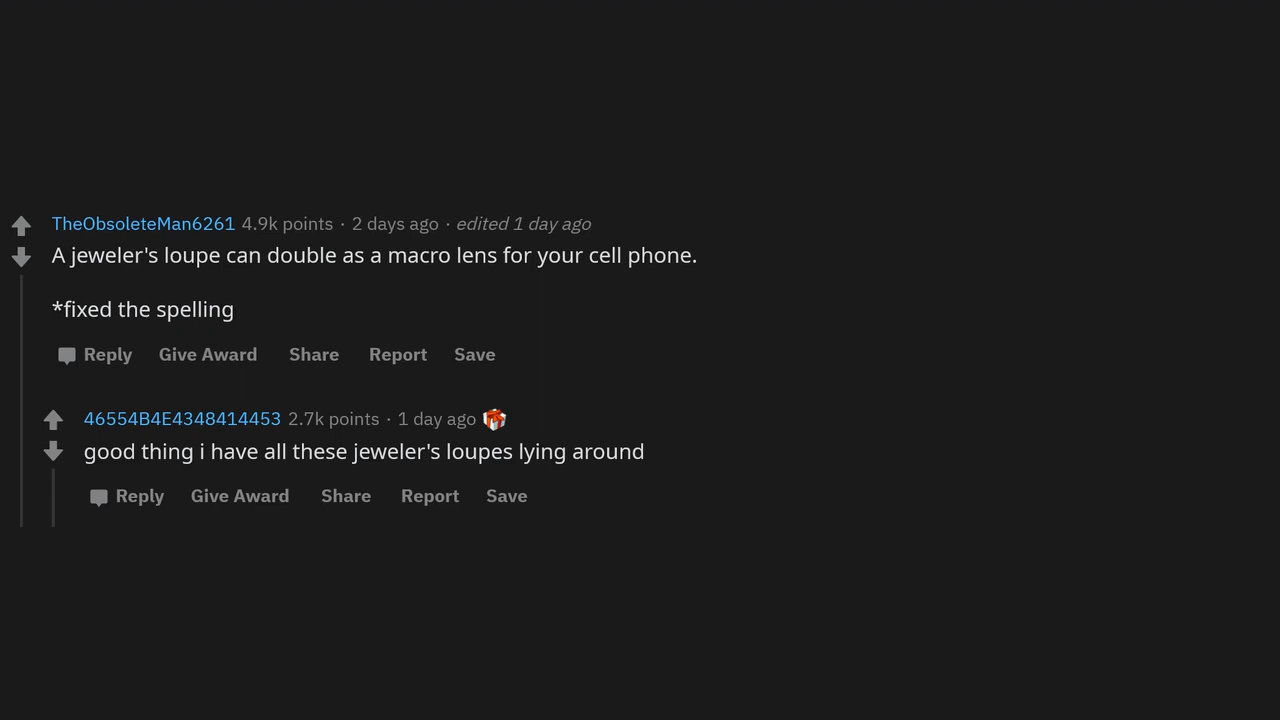 TheObsoleteMan6261 4.9k points · 2 days ago · edited 1 day ago
A jeweler's loupe can double as a macro lens for your cell phone.
*fixed the spelling
Reply Give Award Share Report Save
46554B4E4348414453 2.7k points · 1 day ago
good thing i have all these jeweler's loupes lying around
Reply Give Award Share Report Save